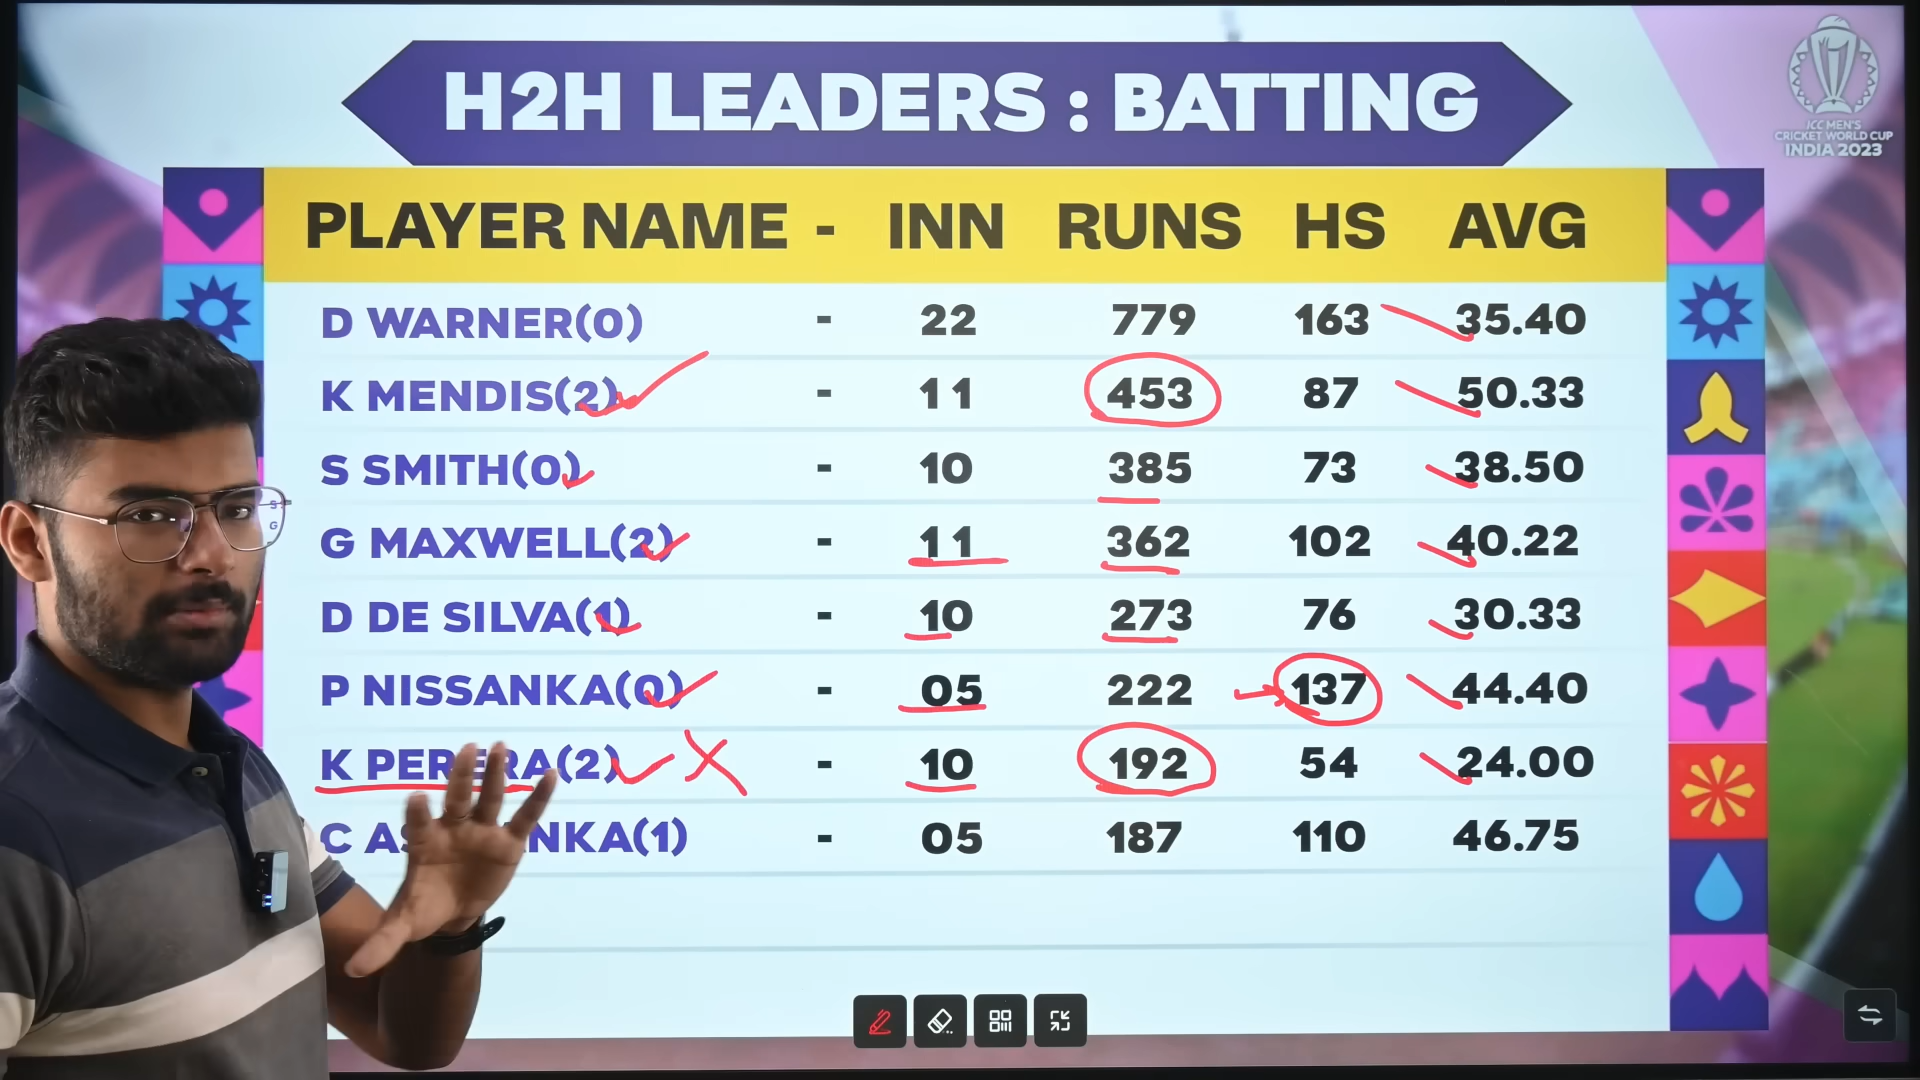 H2H LEADERS : BATTING
ICC MEN'S
CRICKET WORLD CUP
INDIA 2023
PLAYER NAME - INN RUNS HS AVG
D WARNER(0) - 22 779 163 35.40
K MENDIS(2) - 11 453 87 50.33
S SMITH(0) - 10 385 73 38.50
G MAXWELL(2) - 11 362 102 40.22
D DE SILVA(1) - 10 273 76 30.33
P NISSANKA(0) - 05 222 137 44.40
K PERERA(2) - 10 192 54 24.00
C - 05 187 110 46.75